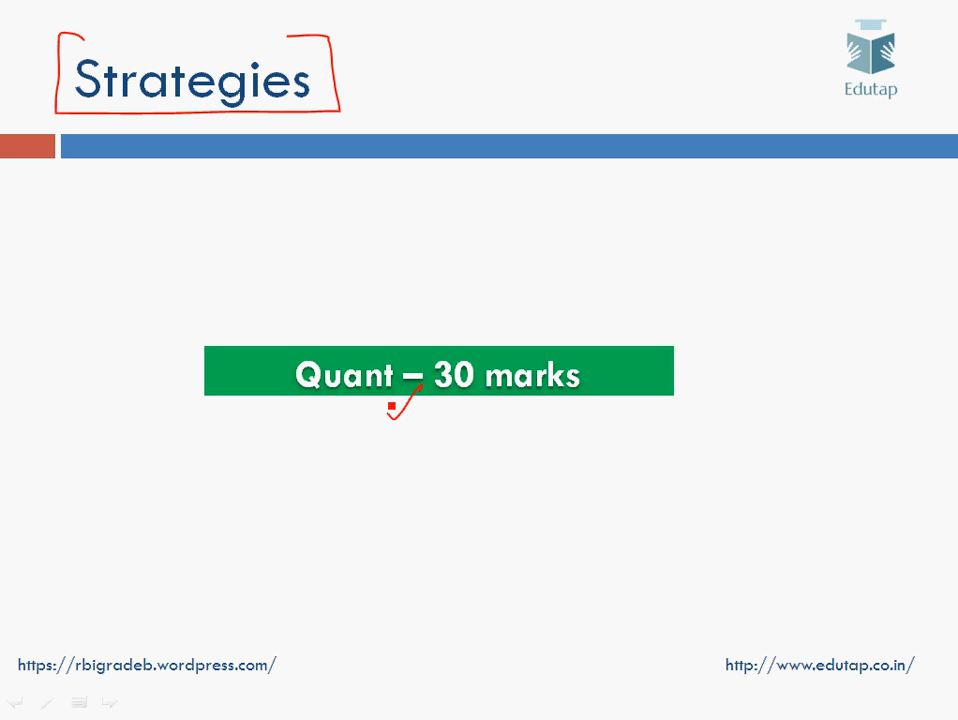 Strategies
Edutap
Quant – 30 marks
https://rbigradeb.wordpress.com/
http://www.edutap.co.in/